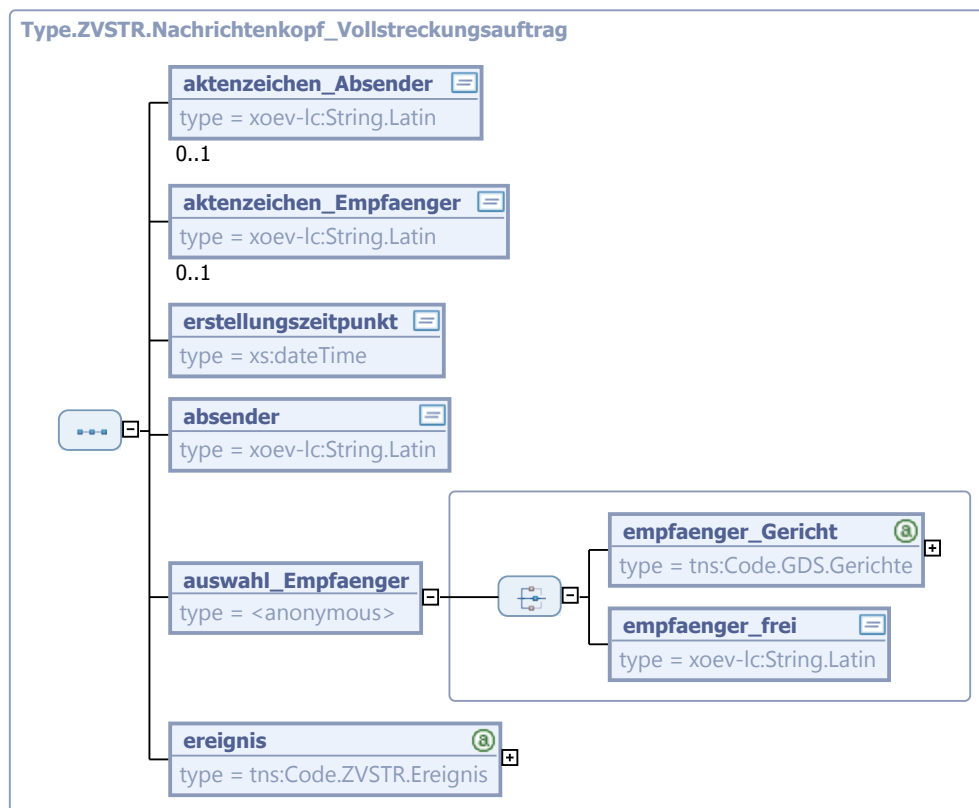 Type.ZVSTR.Nachrichtenkopf_Vollstreckungsauftrag
aktenzeichen_Absender
type = xoev-lc:String.Latin
0..1
aktenzeichen_Empfaenger
type = xoev-lc:String.Latin
0..1
erstellungszeitpunkt
type = xs:dateTime
absender
type = xoev-lc:String.Latin
auswahl_Empfaenger
type = <anonymous>
empfaenger_Gericht
type = tns:Code.GDS.Gerichte
empfaenger_frei
type = xoev-lc:String.Latin
ereignis
type = tns:Code.ZVSTR.Ereignis